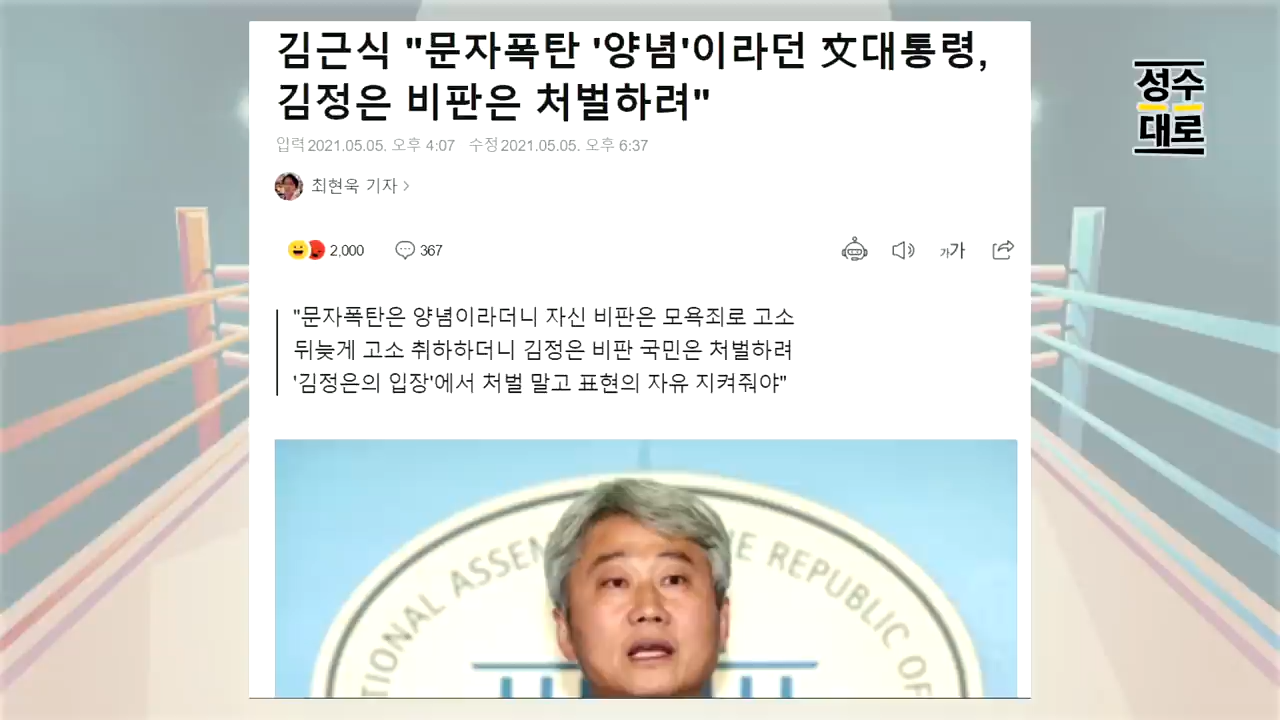 김근식 "문자폭탄 '양념'이라던 文대통령,
김정은 비판은 처벌하려"
성수
대로
입력 2021.05.05. 오후 4:07 수정 2021.05.05. 오후 6:37
최현욱 기자 >
2,000 367
가가
"문자폭탄은 양념이라더니 자신 비판은 모욕죄로 고소
뒤늦게 고소 취하하더니 김정은 비판 국민은 처벌하려
'김정은의 입장'에서 처벌 말고 표현의 자유 지켜줘야"
TIONAL ASSEM HE REPUBLIC OF